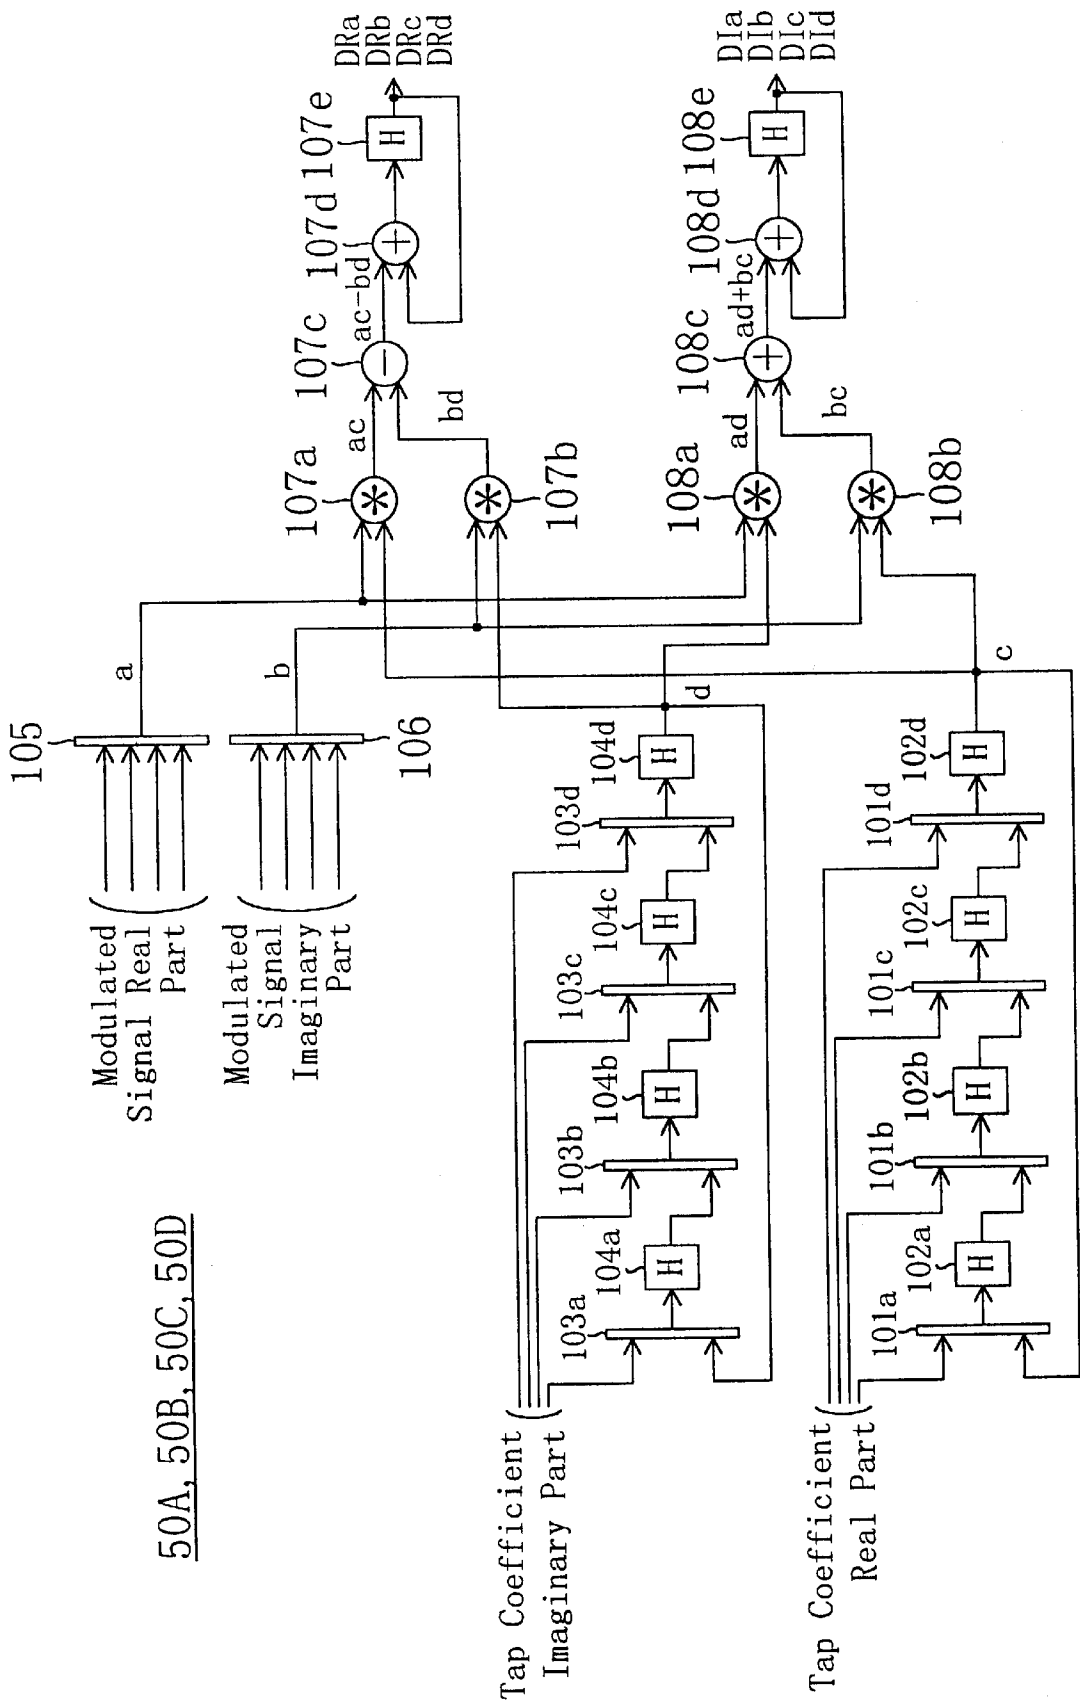 50A, 50B, 50C, 50D
Modulated
Signal Real
Part
105
a
Modulated
Signal
Imaginary
Part
106
b
107a
ac
107b
bd
107c
ac-bd
107d
107e
H
DRa
DRb
DRc
DRd
108a
ad
108b
bc
108c
ad+bc
108d
108e
H
DIa
DIb
DIc
DId
Tap Coefficient
Imaginary Part
103a
104a
H
103b
104b
H
103c
104c
H
103d
104d
H
d
Tap Coefficient
Real Part
101a
102a
H
101b
102b
H
101c
102c
H
101d
102d
H
c